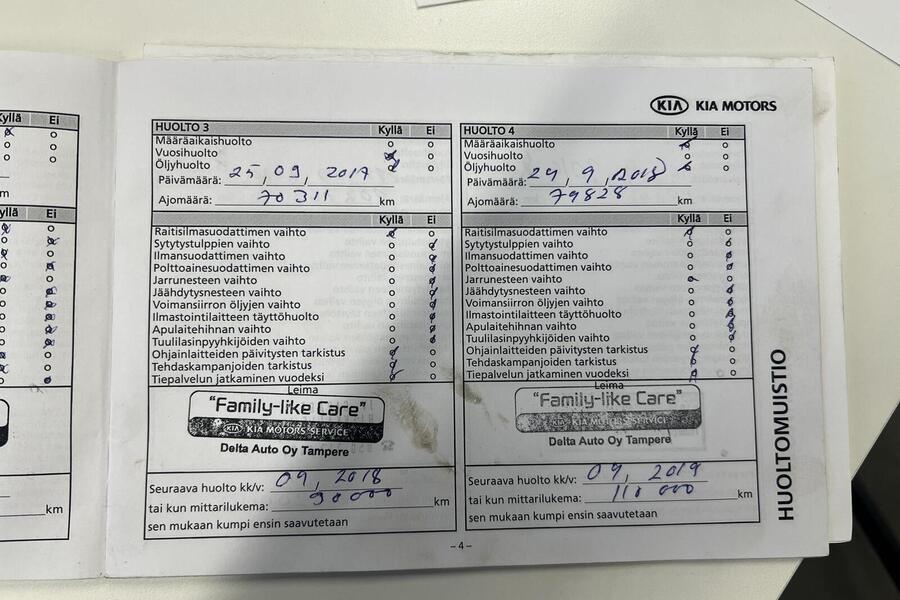 Kyllä Ei
m
yllä Ei
km
KIA KIA MOTORS
HUOLTO 3 Kyllä Ei
Määräaikaishuolto
Vuosihuolto
Öljyhuolto
Päivämäärä: 25, 09, 2017
Ajomäärä: 70311 km
Kyllä Ei
Raitisilmasuodattimen vaihto
Sytytystulppien vaihto
Ilmansuodattimen vaihto
Polttoainesuodattimen vaihto
Jarrunesteen vaihto
Jäähdytysnesteen vaihto
Voimansiirron öljyjen vaihto
Ilmastointilaitteen täyttöhuolto
Apulaitehihnan vaihto
Tuulilasinpyyhkijöiden vaihto
Ohjainlaitteiden päivitysten tarkistus
Tehdaskampanjoiden tarkistus
Tiepalvelun jatkaminen vuodeksi
Leima
"Family-like Care"
KIA KIA MOTORS SERVICE
Delta Auto Oy Tampere
Seuraava huolto kk/v: 09, 2018
tai kun mittarilukema: 90000 km
sen mukaan kumpi ensin saavutetaan
HUOLTO 4 Kyllä Ei
Määräaikaishuolto
Vuosihuolto
Öljyhuolto
Päivämäärä: 24, 9, 2018
Ajomäärä: 79828 km
Kyllä Ei
Raitisilmasuodattimen vaihto
Sytytystulppien vaihto
Ilmansuodattimen vaihto
Polttoainesuodattimen vaihto
Jarrunesteen vaihto
Jäähdytysnesteen vaihto
Voimansiirron öljyjen vaihto
Ilmastointilaitteen täyttöhuolto
Apulaitehihnan vaihto
Tuulilasinpyyhkijöiden vaihto
Ohjainlaitteiden päivitysten tarkistus
Tehdaskampanjoiden tarkistus
Tiepalvelun jatkaminen vuodeksi
Leima
"Family-like Care"
KIA KIA MOTORS SERVICE
Delta Auto Oy Tampere
Seuraava huolto kk/v: 09, 2019
tai kun mittarilukema: 110 000 km
sen mukaan kumpi ensin saavutetaan
HUOLTOMUISTIO
- 4 -